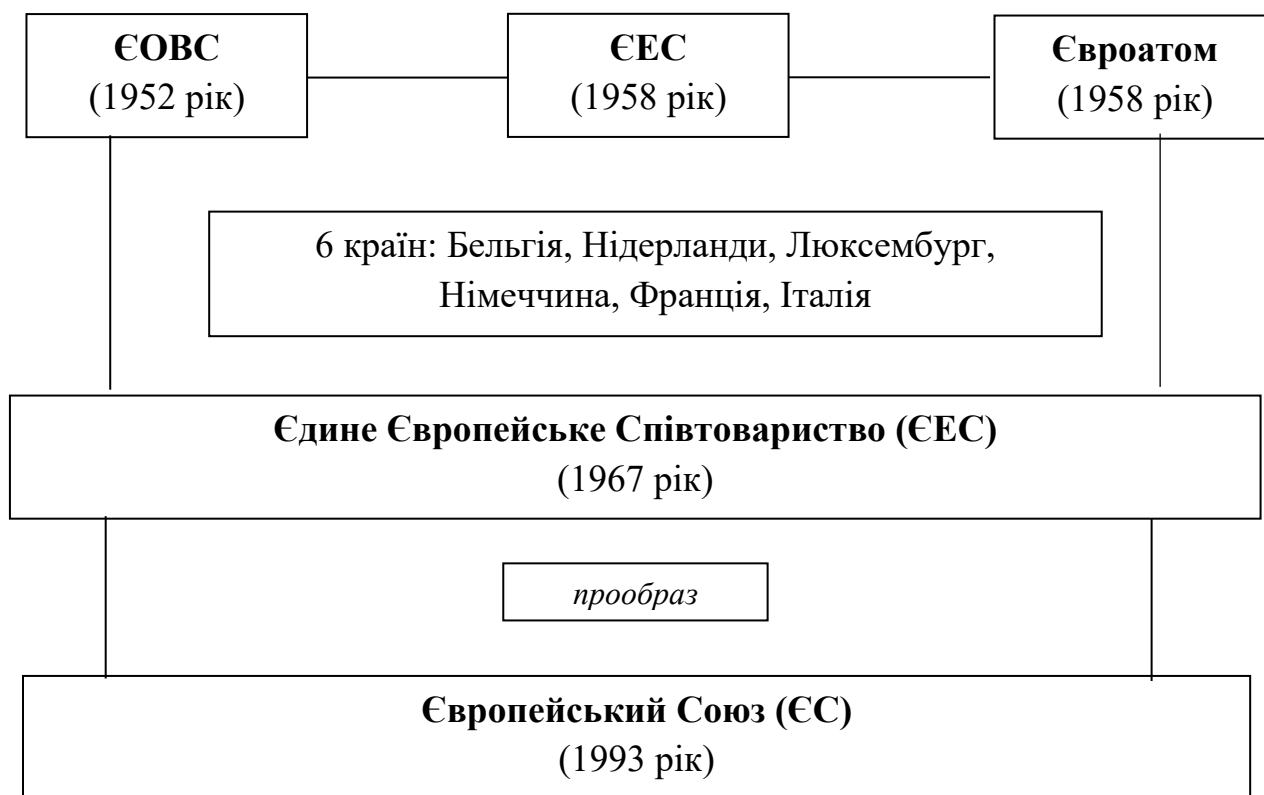 ЄОВС
(1952 рік)
ЄЕС
(1958 рік)
Євроатом
(1958 рік)
6 країн: Бельгія, Нідерланди, Люксембург,
Німеччина, Франція, Італія
Єдине Європейське Співтовариство (ЄЕС)
(1967 рік)
прообраз
Європейський Союз (ЄС)
(1993 рік)